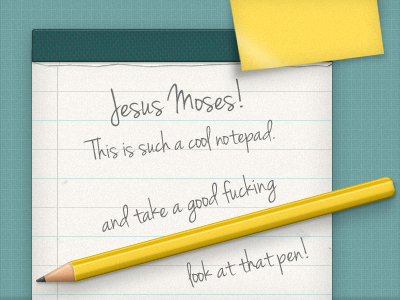 Jesus Moses!
This is such a cool notepad.
and take a good fucking
look at that pen!